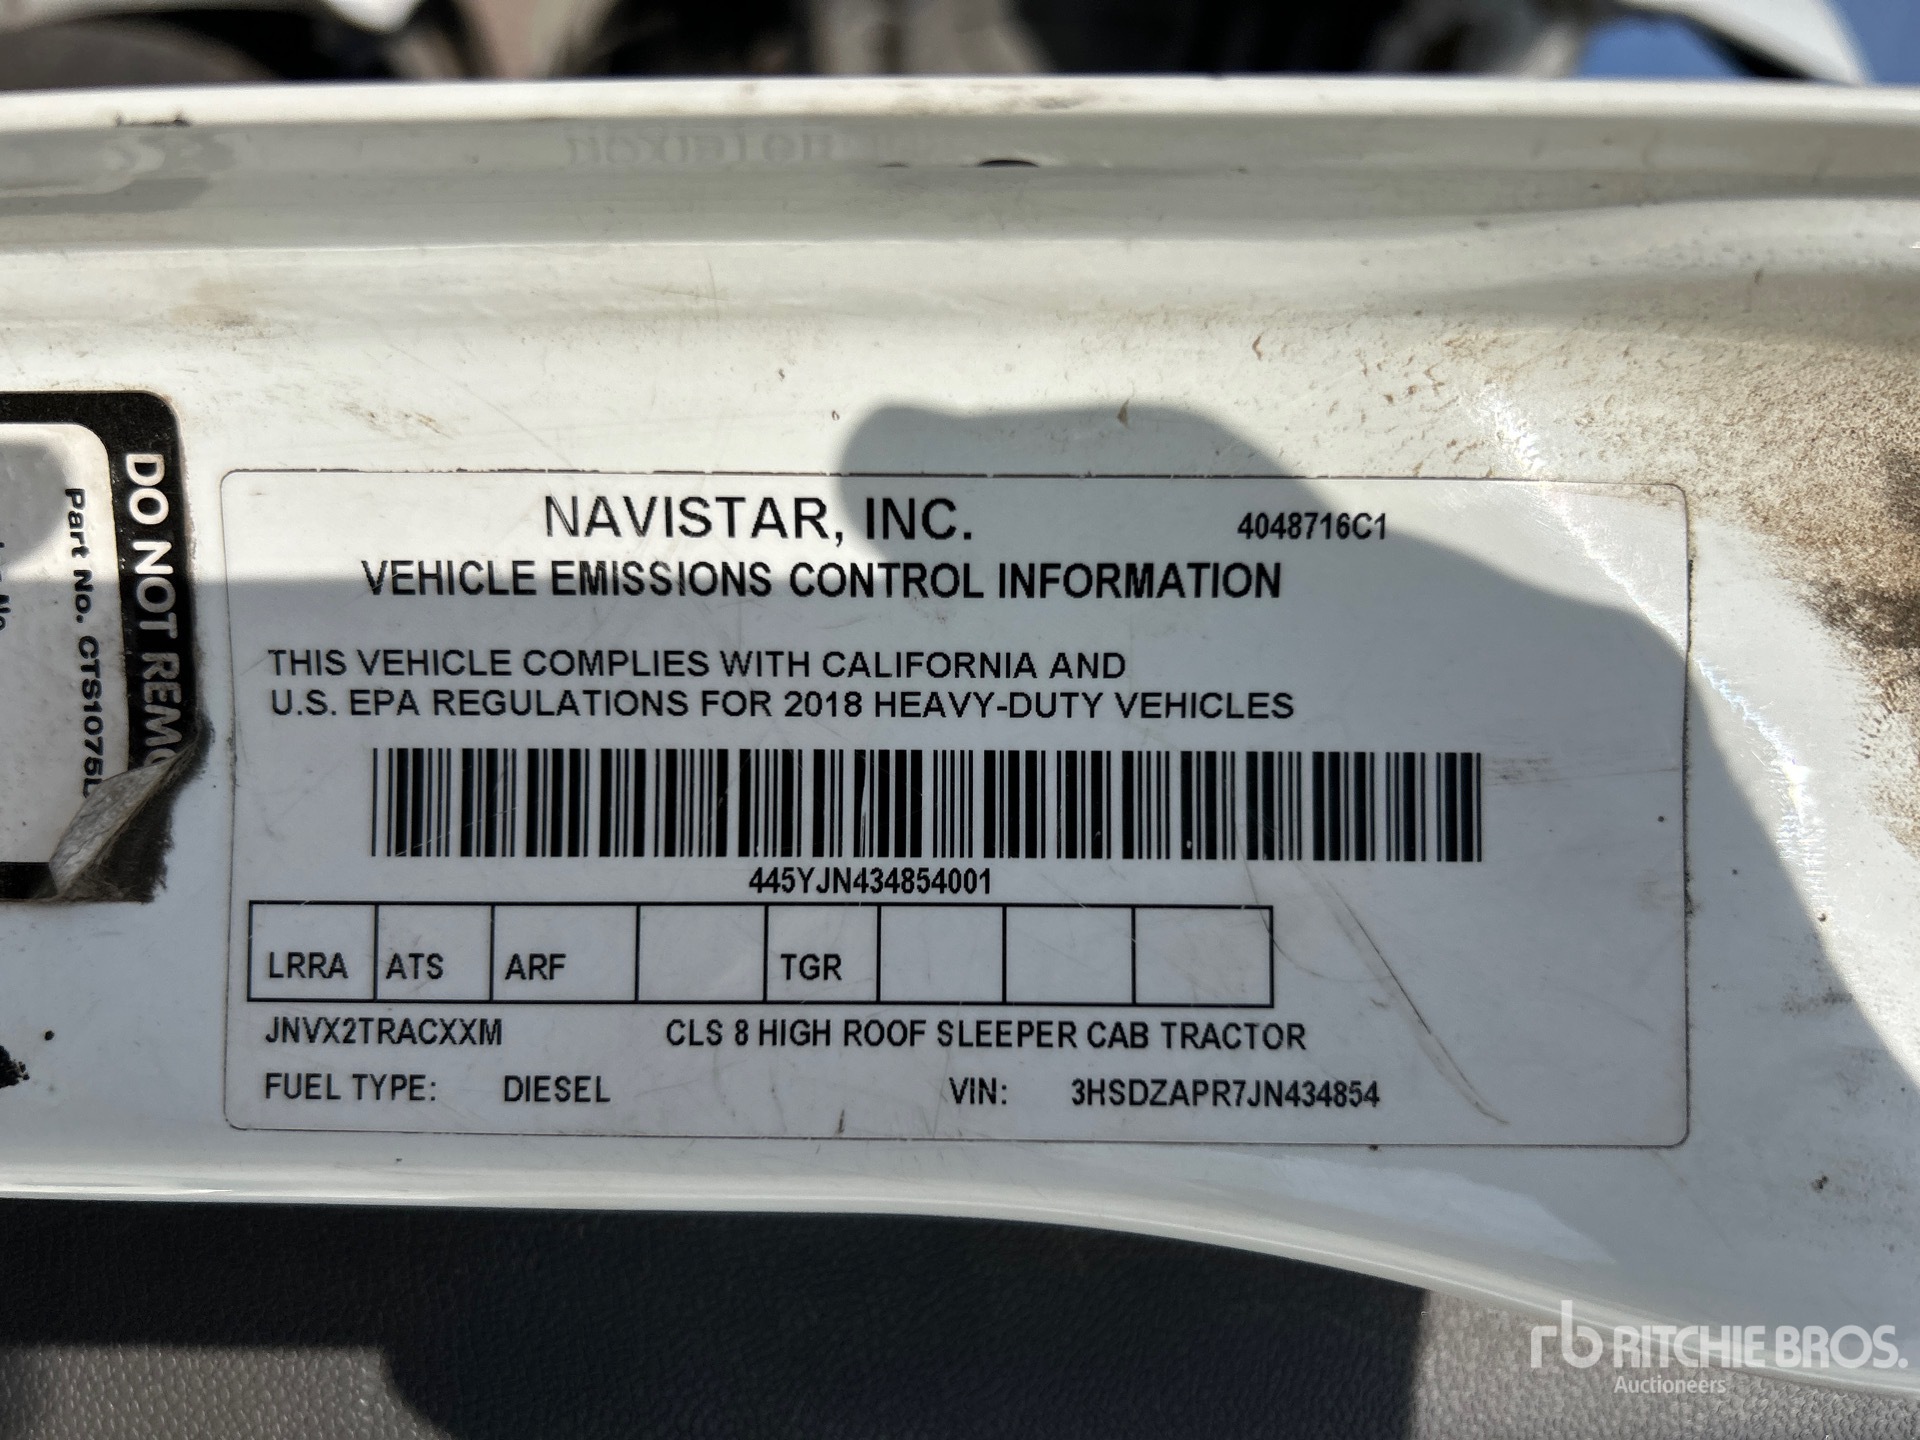 DO NOT REMO
Part No. CTS1075L
NAVISTAR, INC. 4048716C1
VEHICLE EMISSIONS CONTROL INFORMATION
THIS VEHICLE COMPLIES WITH CALIFORNIA AND
U.S. EPA REGULATIONS FOR 2018 HEAVY-DUTY VEHICLES
445YJN434854001
LRRA ATS ARF TGR
JNVX2TRACXXM CLS 8 HIGH ROOF SLEEPER CAB TRACTOR
FUEL TYPE: DIESEL VIN: 3HSDZAPR7JN434854
rb RITCHIE BROS.
Auctioneers